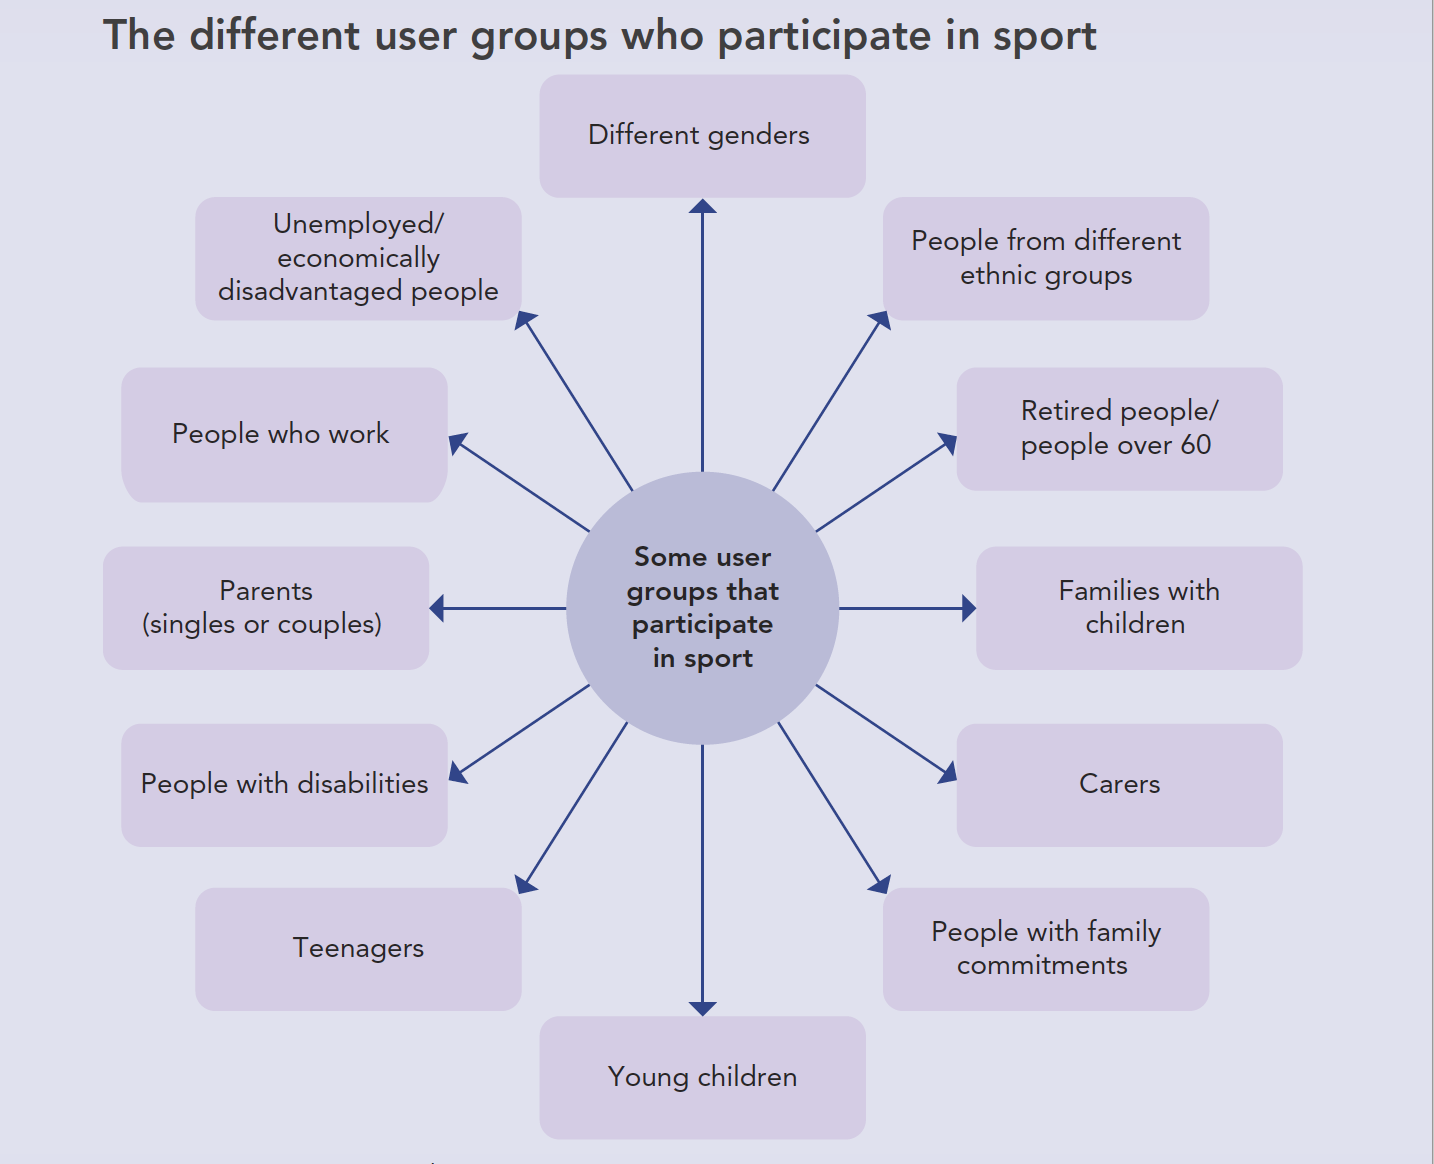 The different user groups who participate in sport
Different genders
Unemployed/
economically
disadvantaged people
People from different
ethnic groups
People who work
Retired people/
people over 60
Some user
groups that
participate
in sport
Parents
(singles or couples)
Families with
children
People with disabilities
Carers
Teenagers
People with family
commitments
Young children